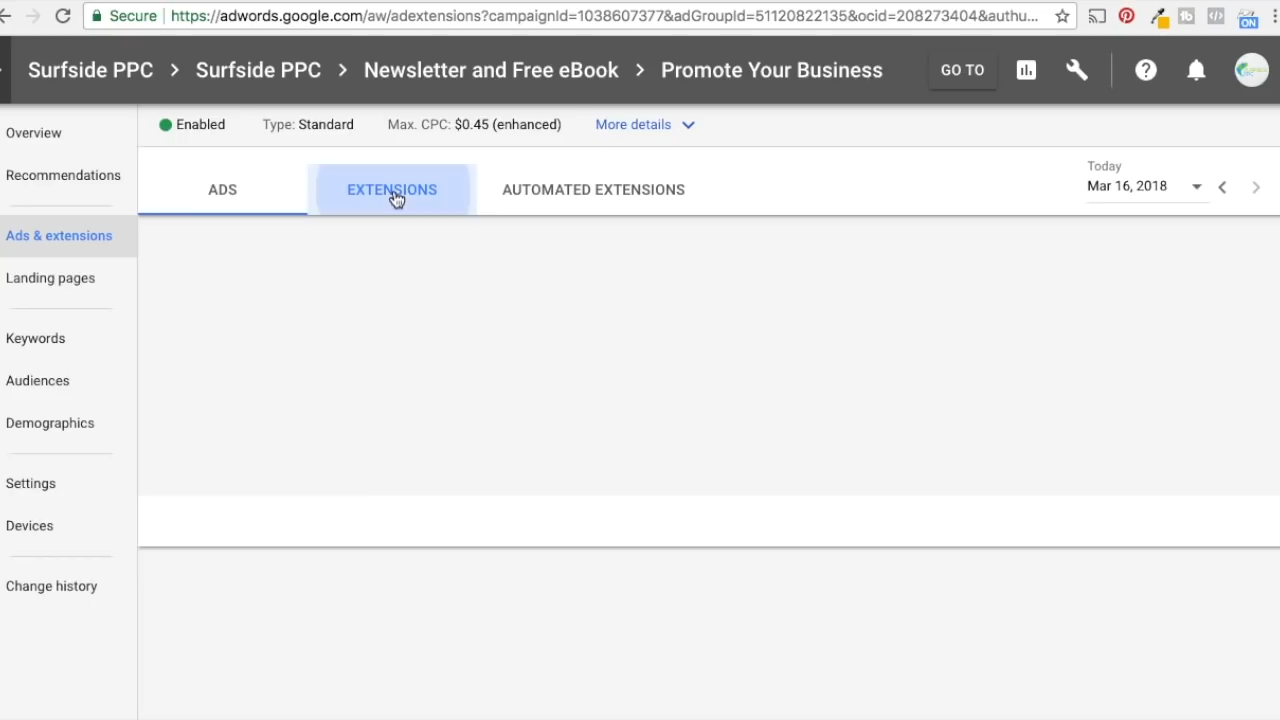 Secure https://adwords.google.com/aw/adextensions?campaignId=1038607377&adGroupId=51120822135&ocid=208273404&authu...
ON
Surfside PPC > Surfside PPC > Newsletter and Free eBook > Promote Your Business
GO TO
Enabled Type: Standard Max. CPC: $0.45 (enhanced) More details
ADS
EXTENSIONS
AUTOMATED EXTENSIONS
Today
Mar 16, 2018
Overview
Recommendations
Ads & extensions
Landing pages
Keywords
Audiences
Demographics
Settings
Devices
Change history